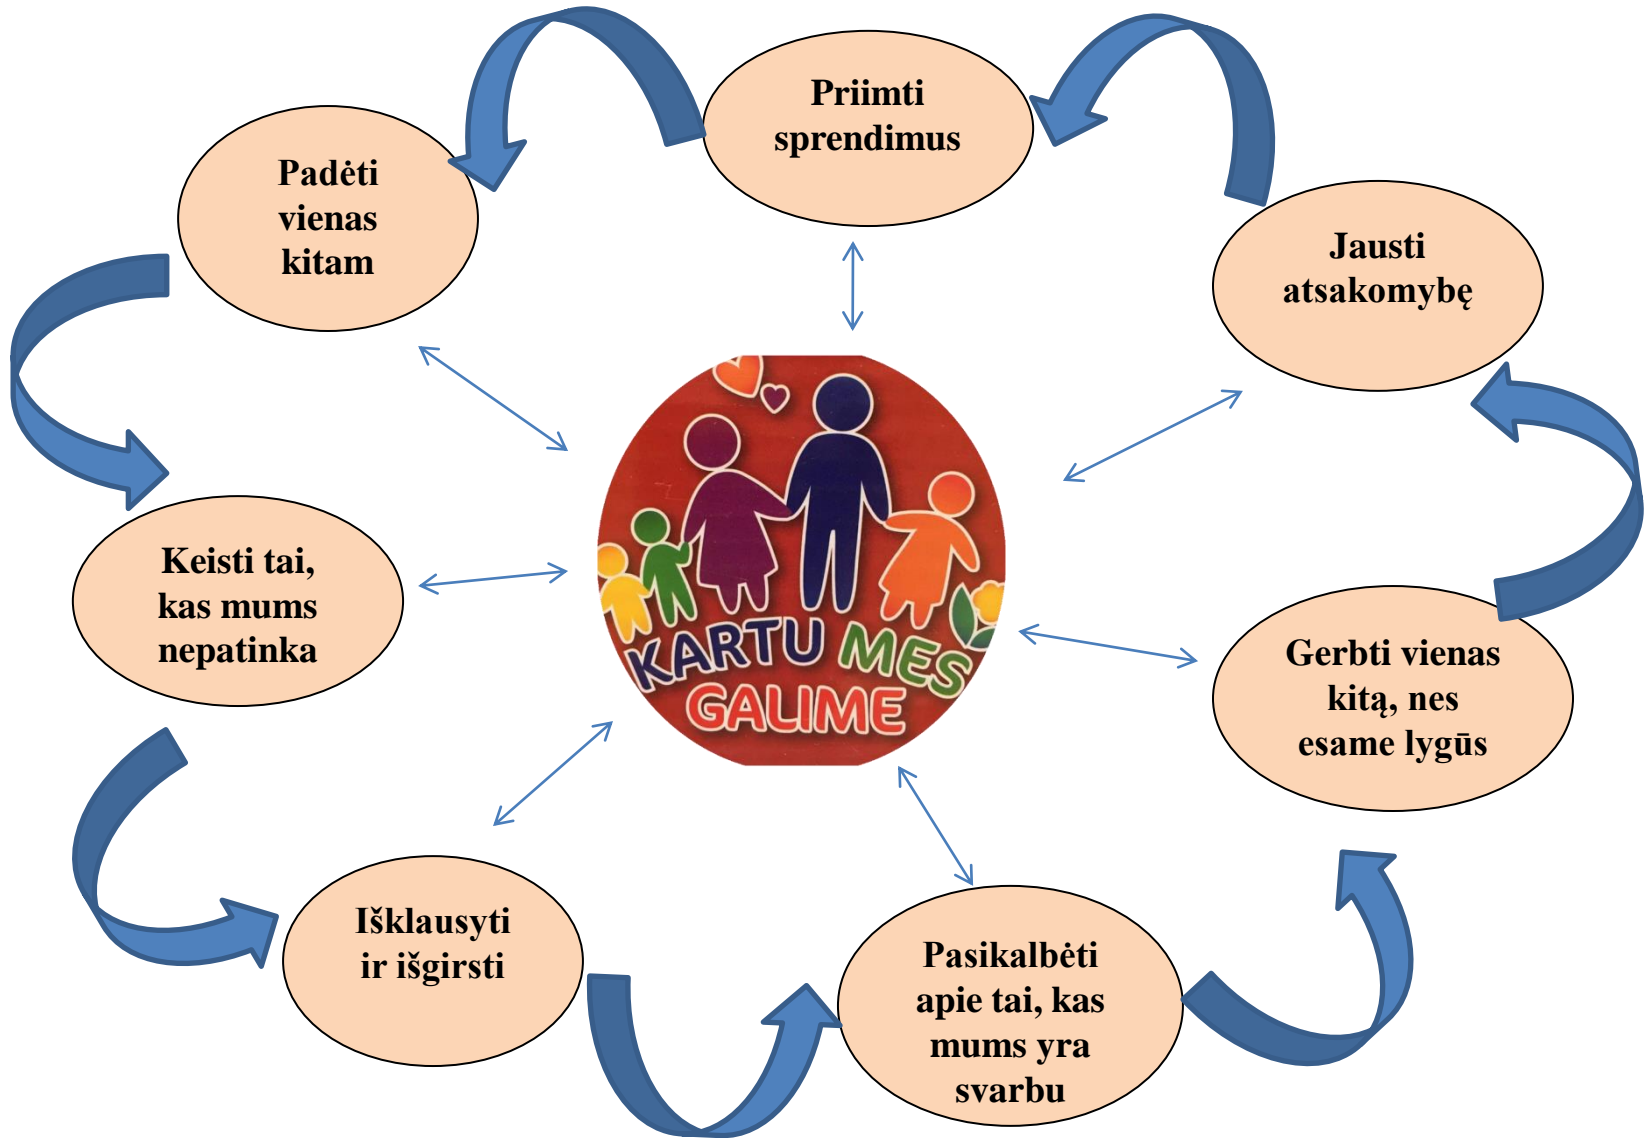 Priimti
sprendimus
Padėti
vienas
kitam
Jausti
atsakomybę
Keisti tai,
kas mums
nepatinka
KARTU MES
GALIME
Gerbti vienas
kitą, nes
esame lygūs
Išklausyti
ir išgirsti
Pasikalbėti
apie tai, kas
mums yra
svarbu